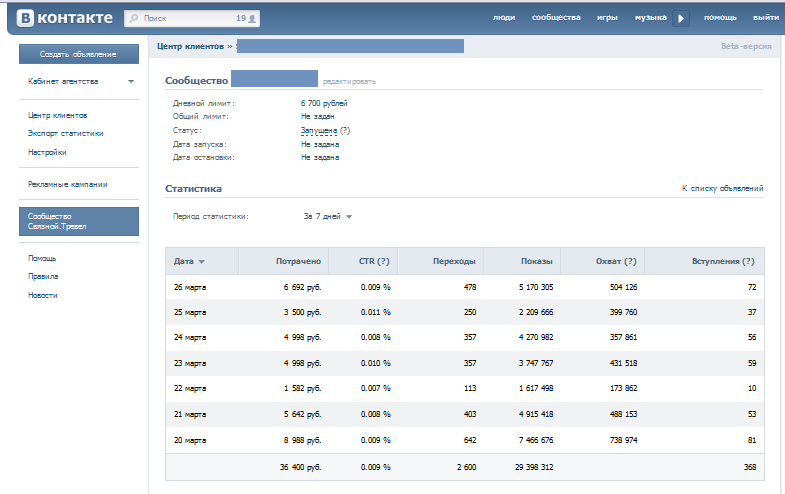 В контакте Поиск 19 люди сообщества игры музыка помощь выйти
Создать объявление
Кабинет агентства
Центр клиентов
Экспорт статистики
Настройки
Рекламные кампании
Сообщество
Связной.Трэвел
Помощь
Правила
Новости
Центр клиентов » Beta-версия
Сообщество редактировать
Дневной лимит: 6 700 рублей
Общий лимит: Не задан
Статус: Запущена (?)
Дата запуска: Не задана
Дата остановки: Не задана
Статистика К списку объявлений
Период статистики: За 7 дней
Дата Потрачено CTR (?) Переходы Показы Охват (?) Вступления (?)
26 марта 6 692 руб. 0.009 % 478 5 170 305 504 126 72
25 марта 3 500 руб. 0.011 % 250 2 209 666 399 760 37
24 марта 4 998 руб. 0.008 % 357 4 270 982 357 861 56
23 марта 4 998 руб. 0.010 % 357 3 747 767 431 518 59
22 марта 1 582 руб. 0.007 % 113 1 617 498 173 862 10
21 марта 5 642 руб. 0.008 % 403 4 915 418 488 153 53
20 марта 8 988 руб. 0.009 % 642 7 466 676 738 974 81
36 400 руб. 0.009 % 2 600 29 398 312 368